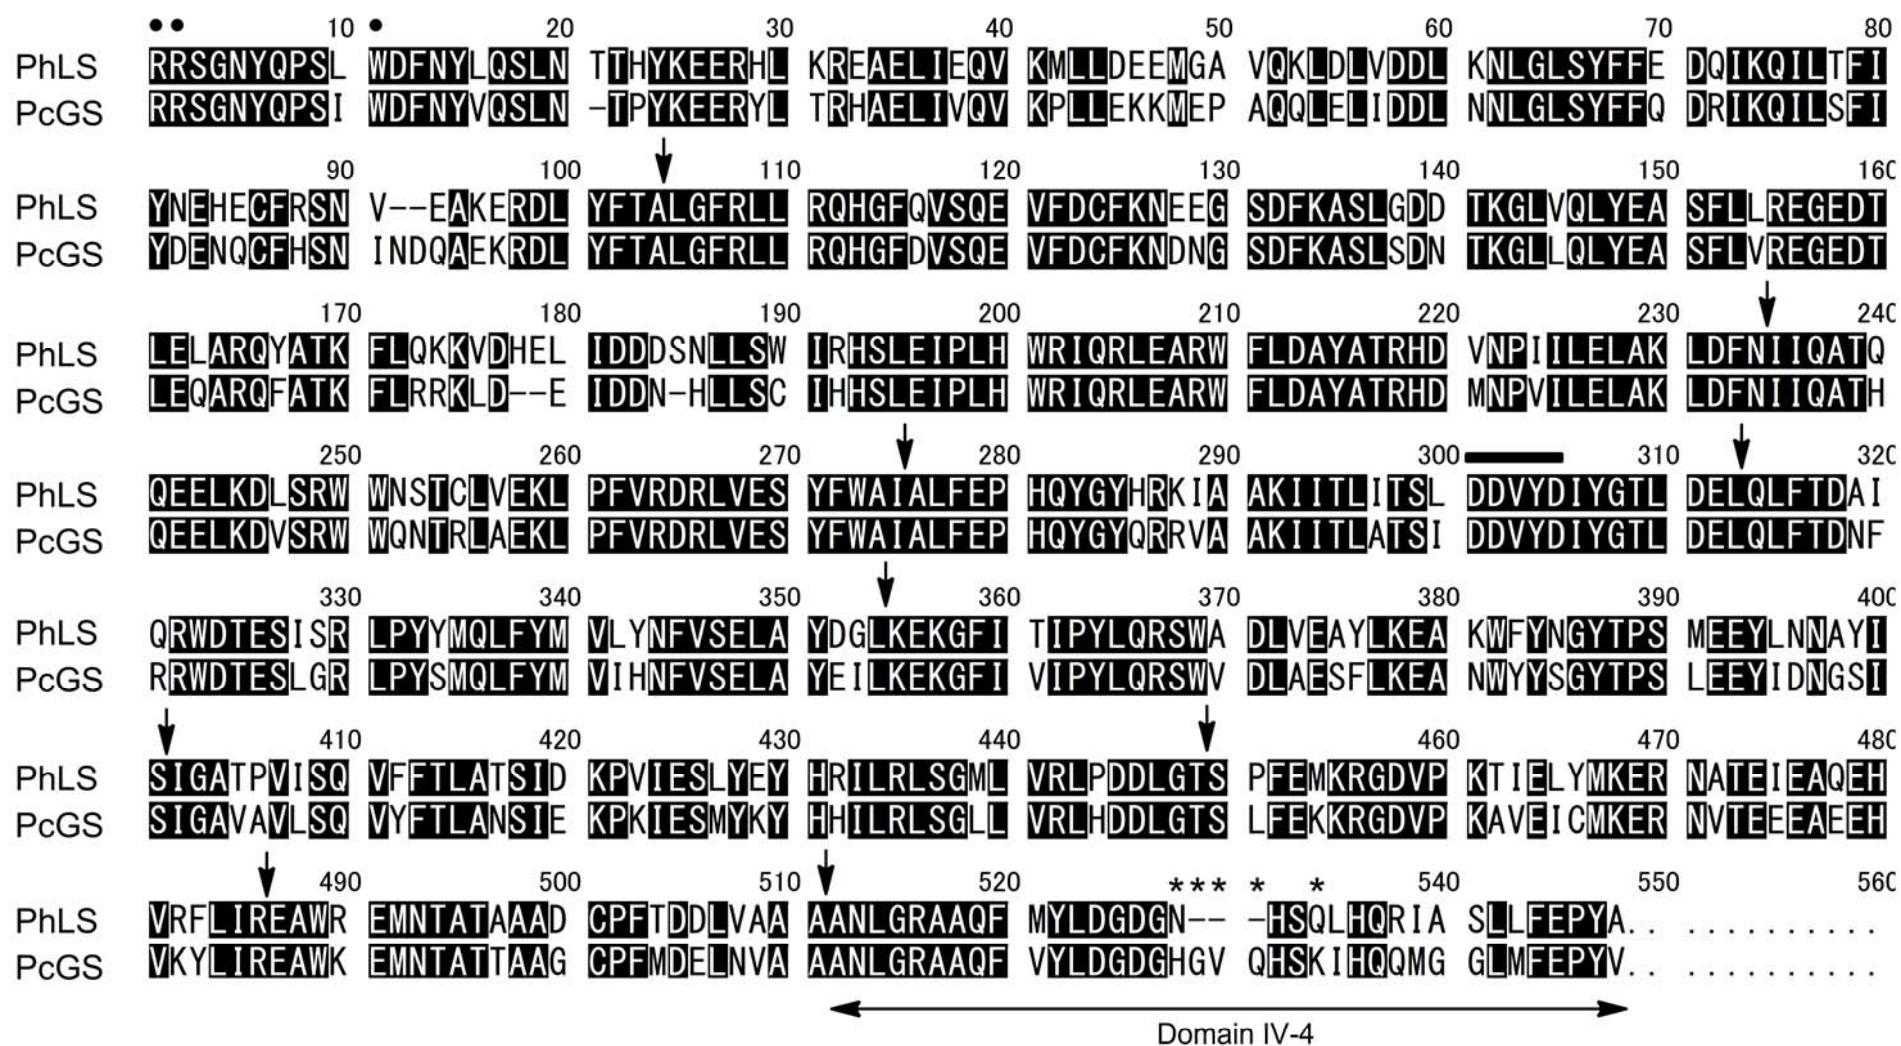 ● ● 10 ● 20 30 40 50 60 70 80
PhLS RRSGNYQPSL WDFNYLQSLN TTHYKEERHL KREAELIEQV KMLLDEEMGA VQKLDLVDDL KNLGLSYFFE DQIKQILTFI
PcGS RRSGNYQPSI WDFNYVQSLN -TPYKEERYL TRHAELIVQV KPLLEKKMEP AQQLELIDDL NNLGLSYFFQ DRIKQILSFI
90 100 110 120 130 140 150 160
PhLS YNEHECFRSN V--EAKERDL YFTALGFRLL RQHGFQVSQE VFDCFKNEEG SDFKASLGDD TKGLVQLYEA SFLLREGEDT
PcGS YDENQCFHSN INDQAEKRDL YFTALGFRLL RQHGFDVSQE VFDCFKNDNG SDFKASLSDN TKGLLQLYEA SFLVREGEDT
170 180 190 200 210 220 230 240
PhLS LELARQYATK FLQKKVDHEL IDDDSNLLSW IRHSLEIPLH WRIQRLEARW FLDAYATRHD VNPIILELAK LDFNIIQATQ
PcGS LEQARQFATK FLRRKLD--E IDDN-HLLSC IHHSLEIPLH WRIQRLEARW FLDAYATRHD MNPVILELAK LDFNIIQATH
250 260 270 280 290 300 310 320
PhLS QEELKDLSRW WNSTCLVEKL PFVRDRLVES YFWAIALFEP HQYGYHRKIA AKIITLITSL DDVYDIYGTL DELQLFTDAI
PcGS QEELKDVSRW WQNTRLAEKL PFVRDRLVES YFWAIALFEP HQYGYQRRVA AKIITLATSI DDVYDIYGTL DELQLFTDNF
330 340 350 360 370 380 390 400
PhLS QRWDTESISR LPYYMQLFYM VLYNFVSELA YDGLKEKGFI TIPYLQRSWA DLVEAYLKEA KWFYNGYTPS MEEYLNNAYI
PcGS RRWDTESLGR LPYSMQLFYM VIHNFVSELA YEILKEKGFI VIPYLQRSWV DLAESFLKEA NWYYSGYTPS LEEYIDNGSI
410 420 430 440 460 470 480
PhLS SIGATPVISQ VFFTLATSID KPVIESLYEY HRILRLSGML VRLPDDLGTS PFEMKRGDVP KTIELYMKER NATEIEAQEH
PcGS SIGAVAVLSQ VYFTLANSIE KPKIESMYKY HHILRLSGLL VRLHDDLGTS LFEKKRGDVP KAVEICMKER NVTEEEAEEH
490 500 510 520 *** * * 540 550 560
PhLS VRFLIREAWR EMNTATAAAD CPFTDDLVAA AANLGRAAQF MYLDGDGN-- -HSQLHQRIA SLLFEPYA.. ..........
PcGS VKYLIREAWK EMNTATTAAG CPFMDELNVA AANLGRAAQF VYLDGDGHGV QHSKIHQQMG GLMFEPYV.. ..........
Domain IV-4